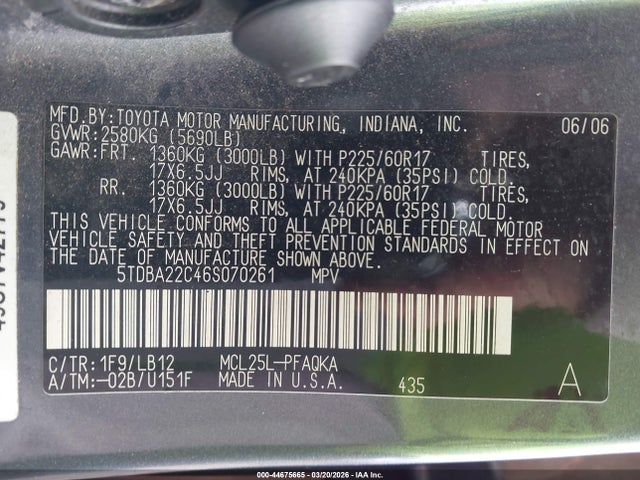 MFD.BY:TOYOTA MOTOR MANUFACTURING, INDIANA, INC. 06/06
GVWR:2580KG (5690LB)
GAWR:FRT. 1360KG (3000LB) WITH P225/60R17 TIRES,
17X6.5JJ RIMS, AT 240KPA (35PSI) COLD.
RR. 1360KG (3000LB) WITH P225/60R17 TIRES,
17X6.5JJ RIMS, AT 240KPA (35PSI) COLD.
THIS VEHICLE CONFORMS TO ALL APPLICABLE FEDERAL MOTOR
VEHICLE SAFETY AND THEFT PREVENTION STANDARDS IN EFFECT ON
THE DATE OF MANUFACTURE SHOWN ABOVE.
5TDBA22C46S070261 MPV
C/TR:1F9/LB12 MCL25L-PFAQKA
A/TM:-02B/U151F MADE IN U.S.A. 435 A
000-44675665 - 03/20/2026 - IAA Inc.